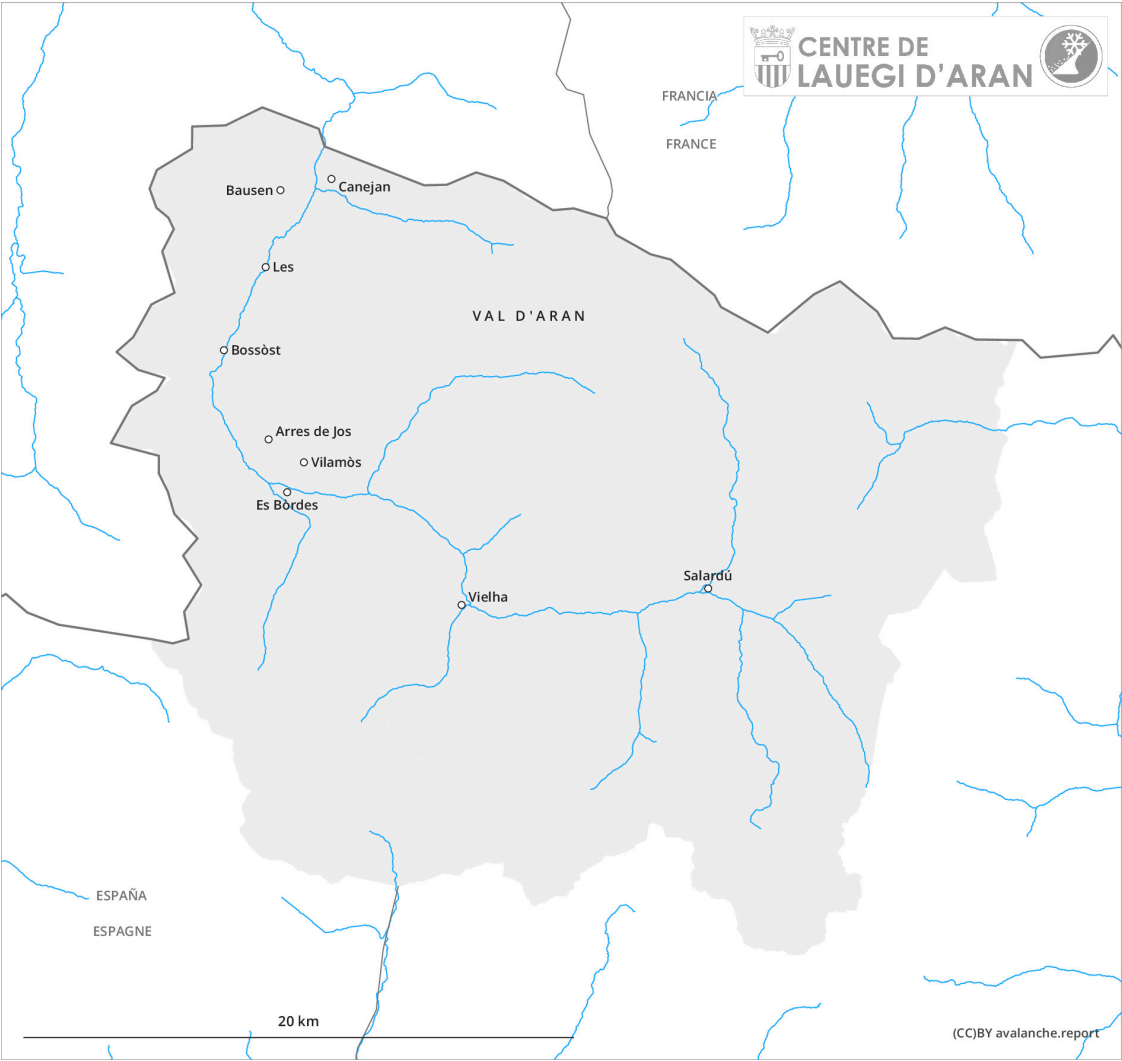 CENTRE DE
LAUEGI D'ARAN
FRANCIA
FRANCE
Bausen
Canejan
Les
VAL D'ARAN
Bossòst
Arres de Jos
Vilamòs
Es Bòrdes
Salardú
Vielha
ESPAÑA
ESPAGNE
20 km
(CC)BY avalanche.report